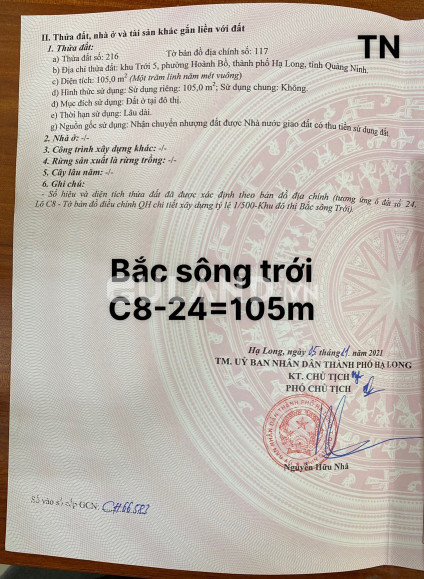 II. Thửa đất, nhà ở và tài sản khác gắn liền với đất
1. Thửa đất:
a) Thửa đất số: 216 Tờ bản đồ địa chính số: 117
b) Địa chỉ thửa đất: khu Trới 5, phường Hoành Bồ, thành phố Hạ Long, tỉnh Quảng Ninh.
c) Diện tích: 105,0 m² (Một trăm linh năm mét vuông)
d) Hình thức sử dụng: Sử dụng riêng: 105,0 m²; Sử dụng chung: Không.
đ) Mục đích sử dụng: Đất ở tại đô thị.
e) Thời hạn sử dụng: Lâu dài.
g) Nguồn gốc sử dụng: Nhận chuyển nhượng đất được Nhà nước giao đất có thu tiền sử dụng đất.
2. Nhà ở: -/-
3. Công trình xây dựng khác: -/-
4. Rừng sản xuất là rừng trồng: -/-
5. Cây lâu năm: -/-
6. Ghi chú:
- Số hiệu và diện tích thửa đất đã được xác định theo bản đồ địa chính (tương ứng ô đất số 24,
Lô C8 - Tờ bản đồ điều chỉnh QH chi tiết xây dựng tỷ lệ 1/500-Khu đô thị Bắc sông Trới).
TN
Bắc sông trới
C8-24=105m
Hạ Long, ngày 05 tháng 11 năm 2021
TM. UỶ BAN NHÂN DÂN THÀNH PHỐ HẠ LONG
KT. CHỦ TỊCH
PHÓ CHỦ TỊCH
Nguyễn Hữu Nhã
Số vào sổ cấp GCN: CH66583